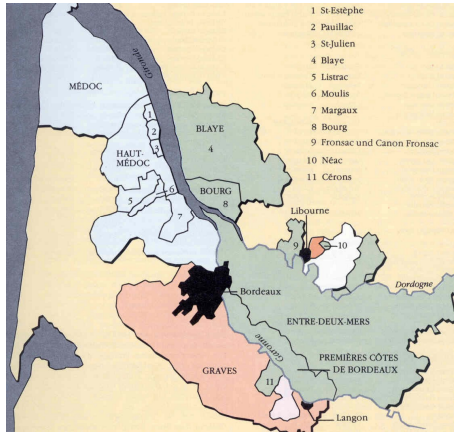 1 St-Estèphe
2 Pauillac
3 St-Julien
4 Blaye
5 Listrac
6 Moulis
7 Margaux
8 Bourg
9 Fronsac und Canon Fronsac
10 Néac
11 Cérons
MÉDOC
Gironde
1
2
3
BLAYE
4
HAUT-
MÉDOC
5
6
7
BOURG
8
Libourne
9
10
Dordogne
Bordeaux
ENTRE-DEUX-MERS
Garonne
PREMIÈRES CÔTES
DE BORDEAUX
GRAVES
11
Langon